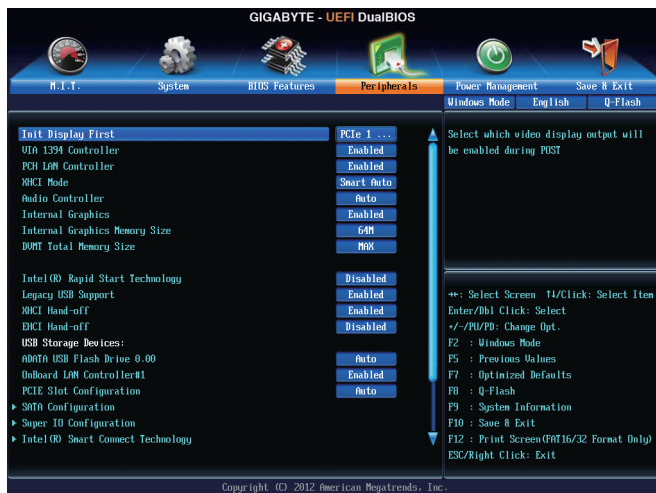 GIGABYTE - UEFI DualBIOS
M.I.T. System BIOS Features Peripherals Power Management Save & Exit
Windows Mode English Q-Flash
Init Display First PCIe 1 ...
VIA 1394 Controller Enabled
PCH LAN Controller Enabled
XHCI Mode Smart Auto
Audio Controller Auto
Internal Graphics Enabled
Internal Graphics Memory Size 64M
DVMT Total Memory Size MAX
Intel(R) Rapid Start Technology Disabled
Legacy USB Support Enabled
XHCI Hand-off Enabled
EHCI Hand-off Disabled
USB Storage Devices:
ADATA USB Flash Drive 0.00 Auto
OnBoard LAN Controller#1 Enabled
PCIE Slot Configuration Auto
SATA Configuration
Super IO Configuration
Intel(R) Smart Connect Technology
Select which video display output will
be enabled during POST
↔: Select Screen ↑↓/Click: Select Item
Enter/Dbl Click: Select
+/-/PU/PD: Change Opt.
F2 : Windows Mode
F5 : Previous Values
F7 : Optimized Defaults
F8 : Q-Flash
F9 : System Information
F10 : Save & Exit
F12 : Print Screen(FAT16/32 Format Only)
ESC/Right Click: Exit
Copyright (C) 2012 American Megatrends, Inc.